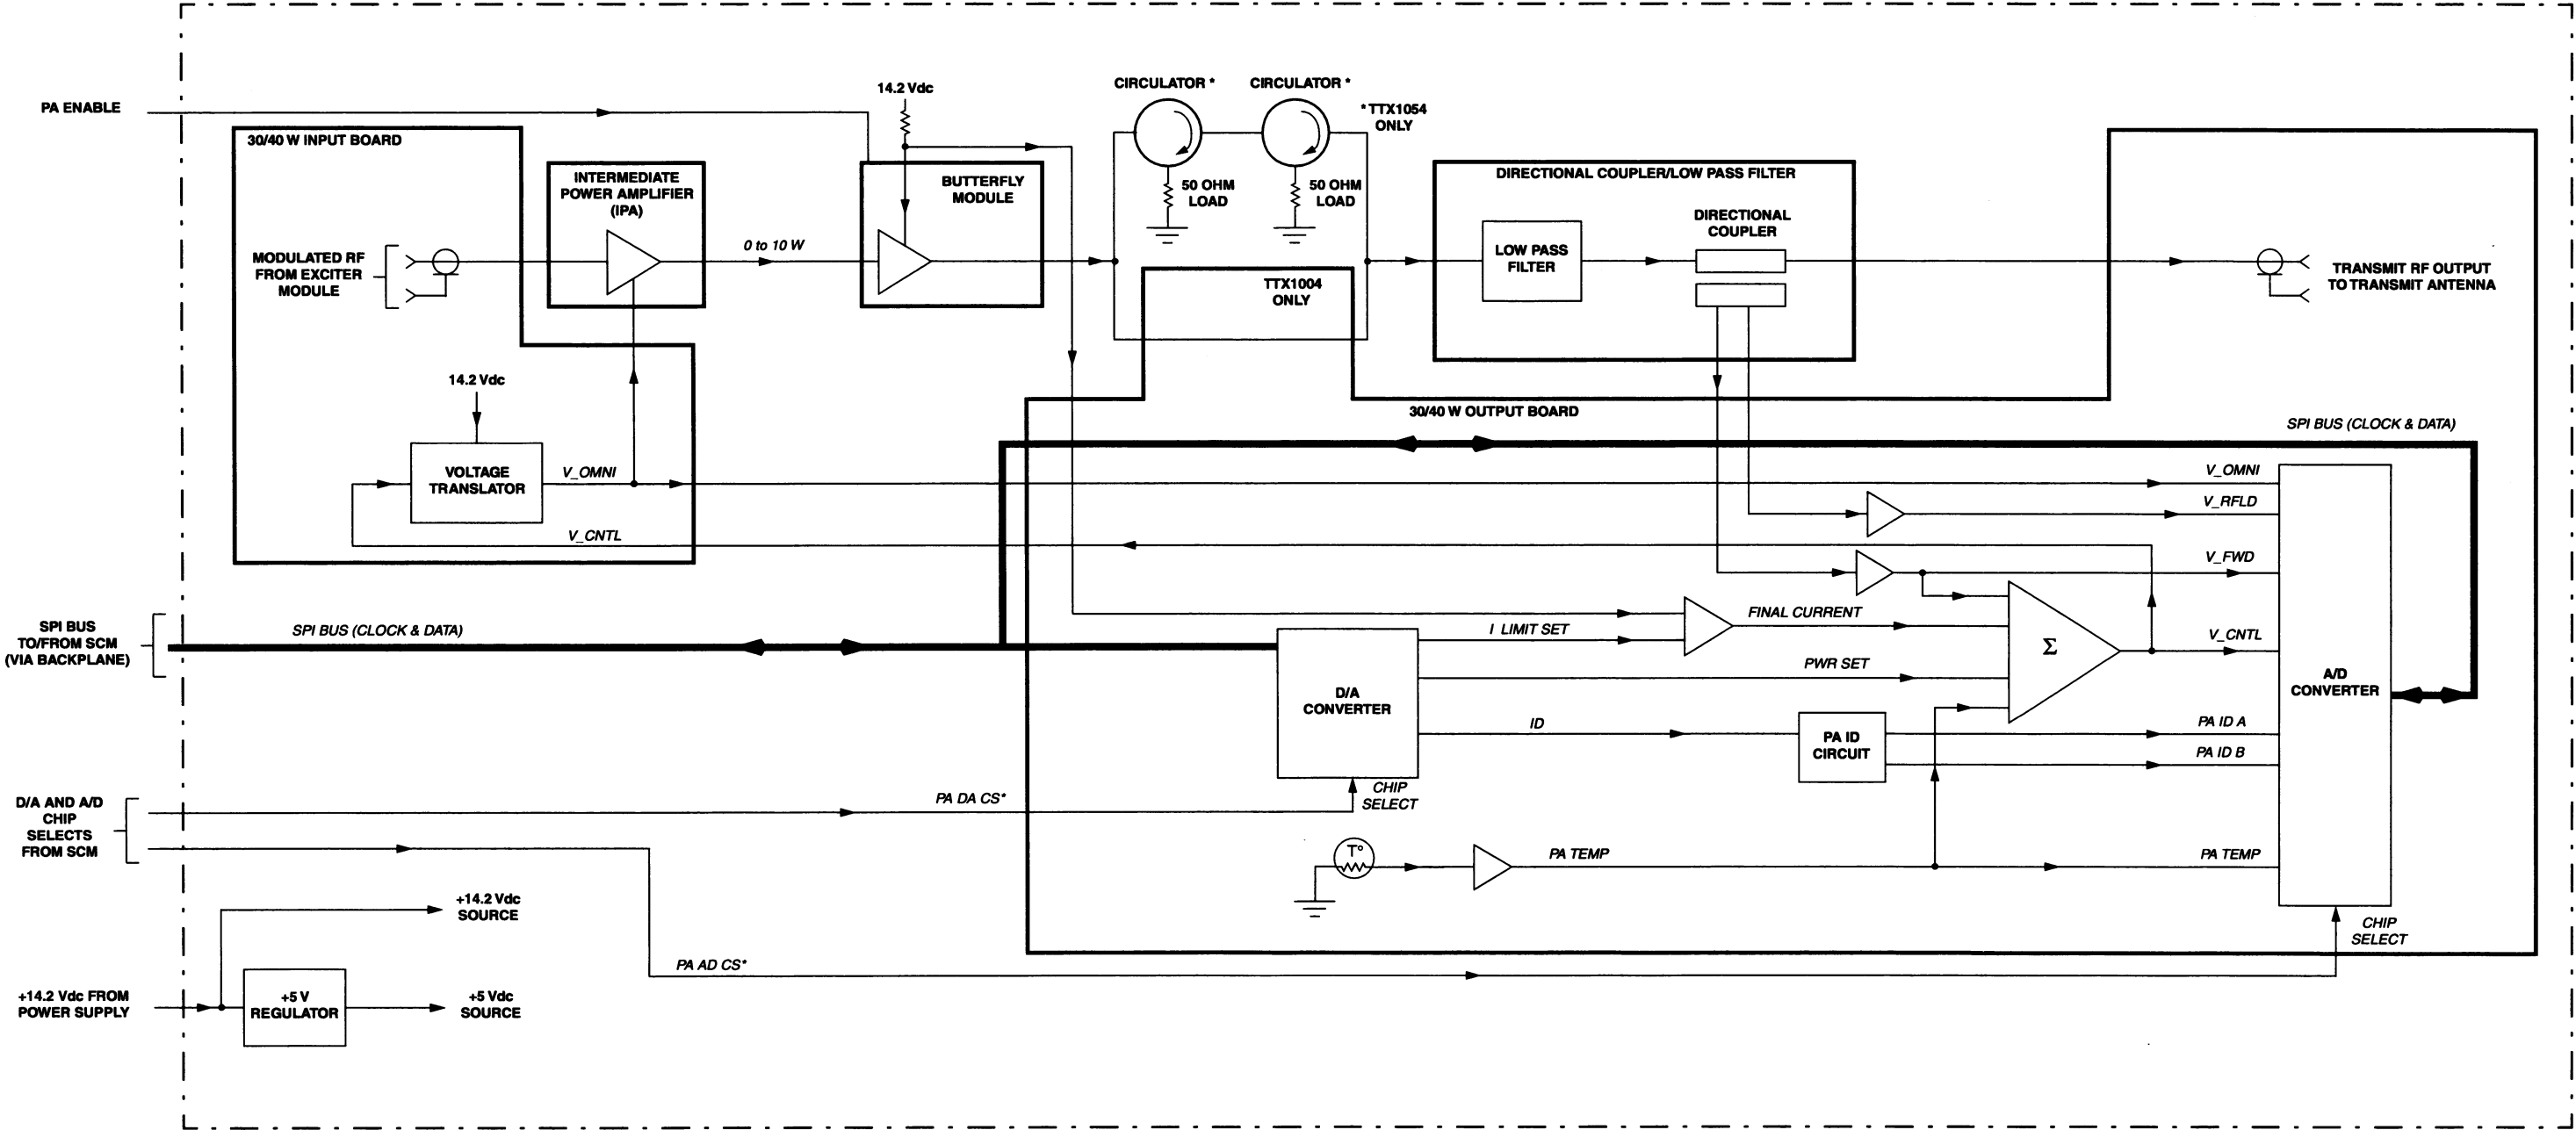 PA ENABLE
30/40 W INPUT BOARD
14.2 Vdc
CIRCULATOR *
CIRCULATOR *
* TTX1054
ONLY
INTERMEDIATE
POWER AMPLIFIER
(IPA)
BUTTERFLY
MODULE
50 OHM
LOAD
50 OHM
LOAD
DIRECTIONAL COUPLER/LOW PASS FILTER
DIRECTIONAL
COUPLER
LOW PASS
FILTER
MODULATED RF
FROM EXCITER
MODULE
0 to 10 W
TTX1004
ONLY
TRANSMIT RF OUTPUT
TO TRANSMIT ANTENNA
14.2 Vdc
30/40 W OUTPUT BOARD
SPI BUS (CLOCK & DATA)
VOLTAGE
TRANSLATOR
V_OMNI
V_OMNI
V_RFLD
V_CNTL
V_FWD
SPI BUS
TO/FROM SCM
(VIA BACKPLANE)
SPI BUS (CLOCK & DATA)
I LIMIT SET
FINAL CURRENT
Σ
V_CNTL
D/A
CONVERTER
PWR SET
A/D
CONVERTER
ID
PA ID
CIRCUIT
PA ID A
PA ID B
D/A AND A/D
CHIP
SELECTS
FROM SCM
PA DA CS*
CHIP
SELECT
T°
PA TEMP
PA TEMP
+14.2 Vdc
SOURCE
CHIP
SELECT
PA AD CS*
+14.2 Vdc FROM
POWER SUPPLY
+5 V
REGULATOR
+5 Vdc
SOURCE